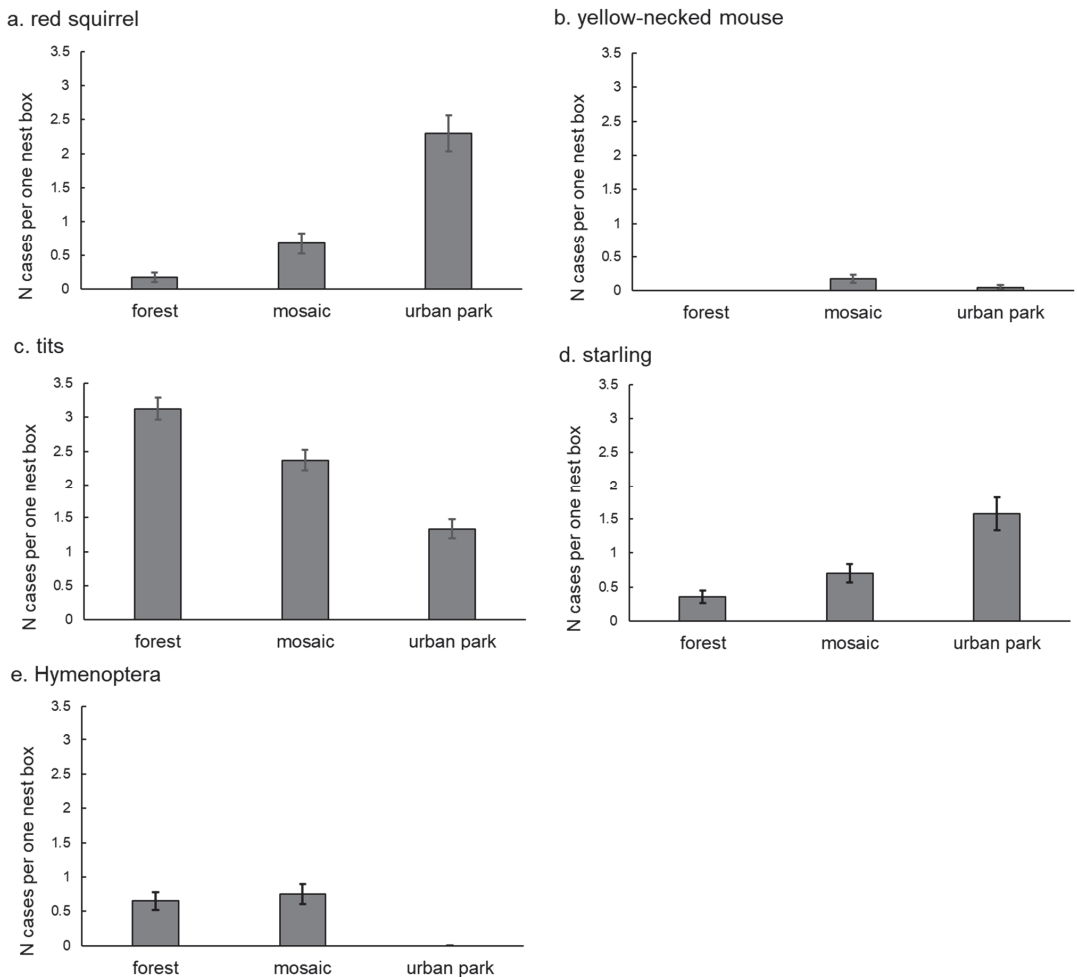 a. red squirrel
N cases per one nest box
3.5
3
2.5
2
1.5
1
0.5
0
forest mosaic urban park
b. yellow-necked mouse
N cases per one nest box
3.5
3
2.5
2
1.5
1
0.5
0
forest mosaic urban park
c. tits
N cases per one nest box
3.5
3
2.5
2
1.5
1
0.5
0
forest mosaic urban park
d. starling
N cases per one nest box
3.5
3
2.5
2
1.5
1
0.5
0
forest mosaic urban park
e. Hymenoptera
N cases per one nest box
3.5
3
2.5
2
1.5
1
0.5
0
forest mosaic urban park